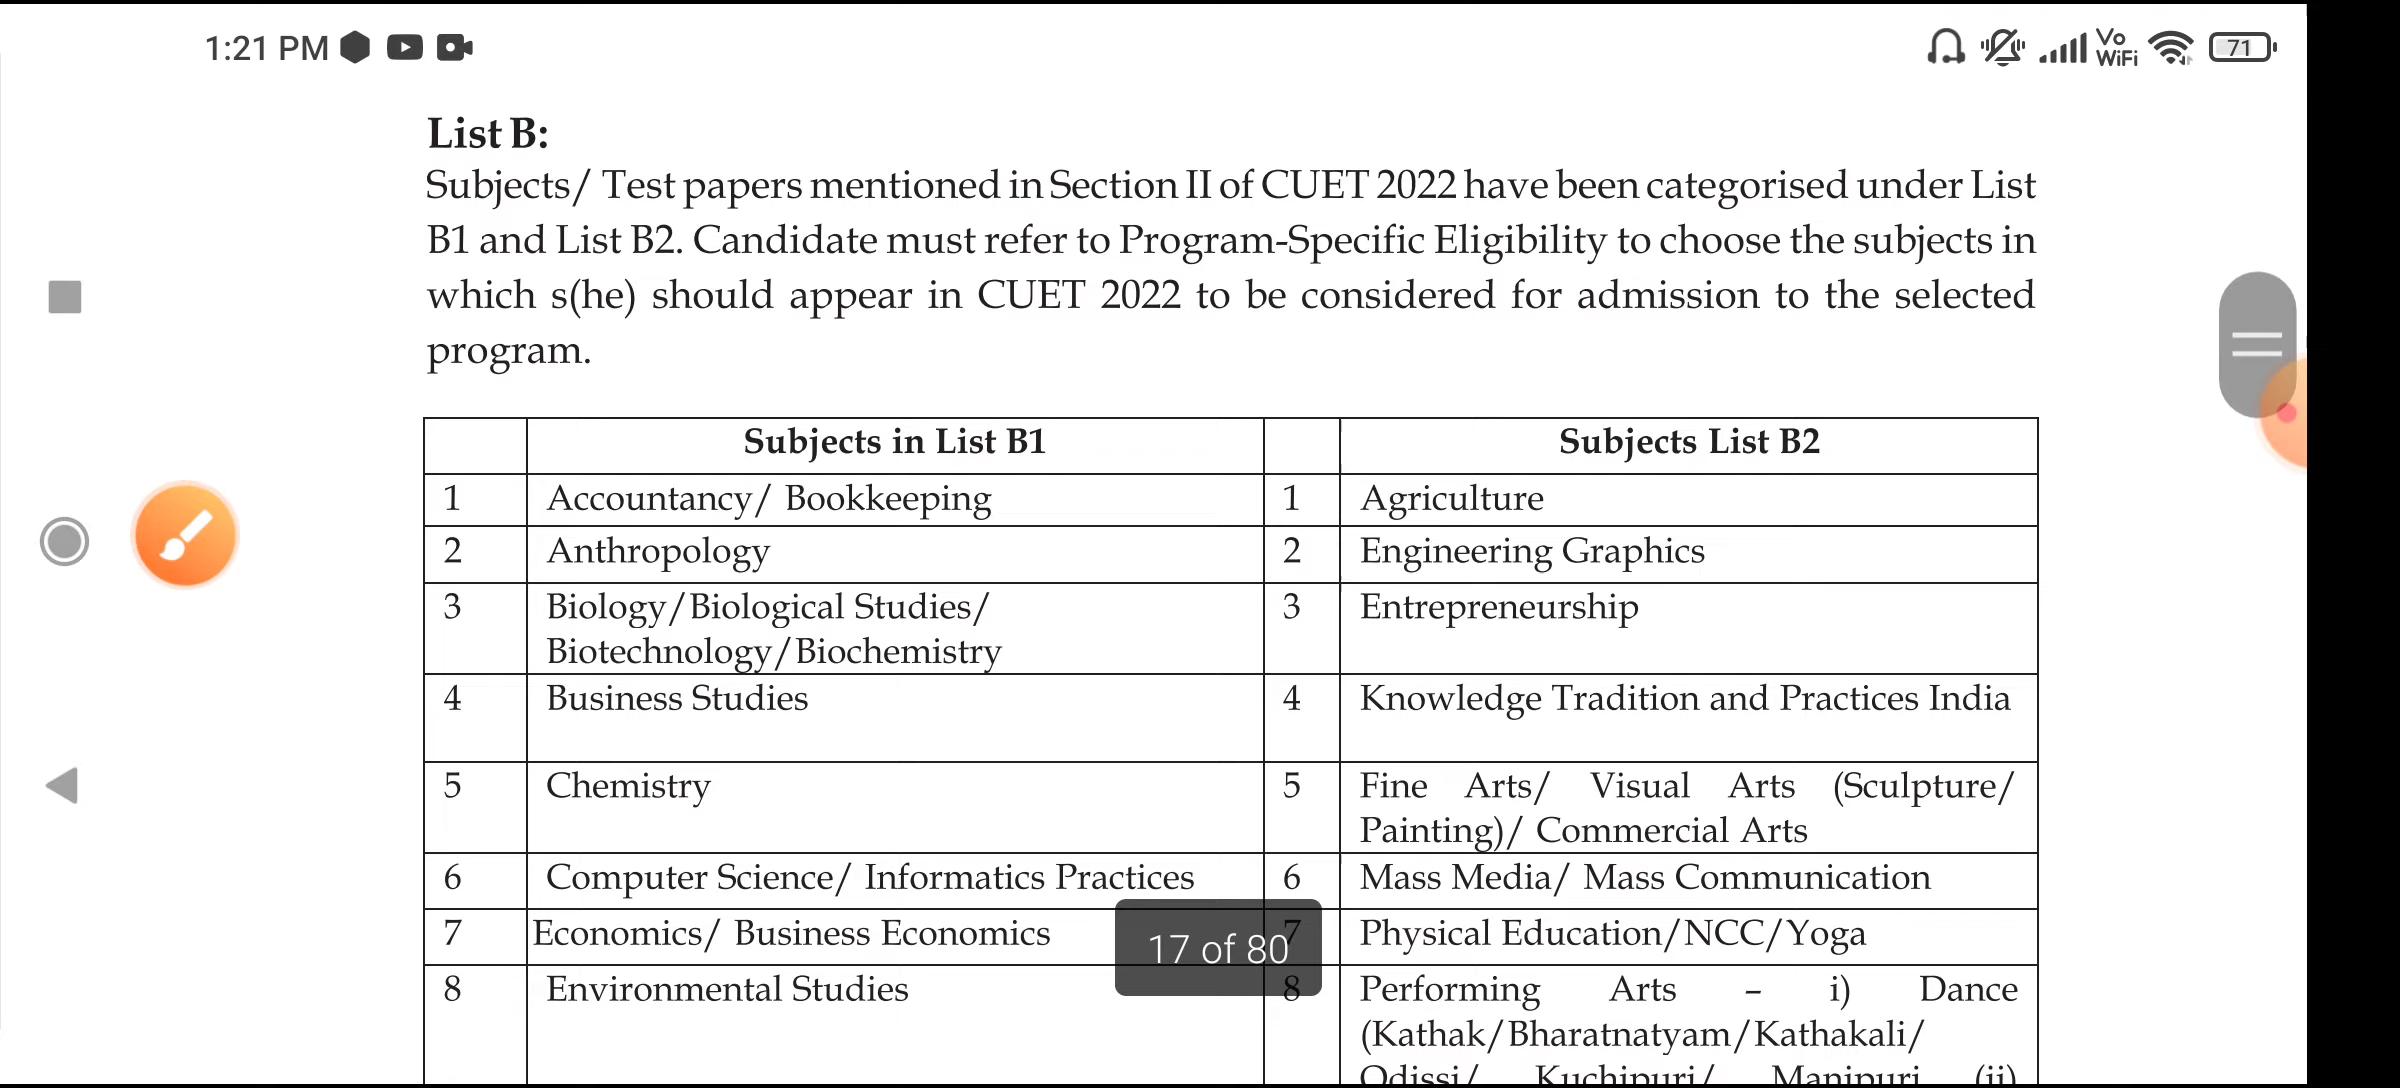 1:21 PM
Vo
WiFi
71
List B:
Subjects/ Test papers mentioned in Section II of CUET 2022 have been categorised under List
B1 and List B2. Candidate must refer to Program-Specific Eligibility to choose the subjects in
which s(he) should appear in CUET 2022 to be considered for admission to the selected
program.
Subjects in List B1 Subjects List B2
1 Accountancy/ Bookkeeping 1 Agriculture
2 Anthropology 2 Engineering Graphics
3 Biology/Biological Studies/ 3 Entrepreneurship
Biotechnology/Biochemistry
4 Business Studies 4 Knowledge Tradition and Practices India
5 Chemistry 5 Fine Arts/ Visual Arts (Sculpture/
Painting)/ Commercial Arts
6 Computer Science/ Informatics Practices 6 Mass Media/ Mass Communication
7 Economics/ Business Economics 7 Physical Education/NCC/Yoga
17 of 80
8 Environmental Studies 8 Performing Arts – i) Dance
(Kathak/Bharatnatyam/Kathakali/
Odissi/ Kuchipuri/ Manipuri (ii)